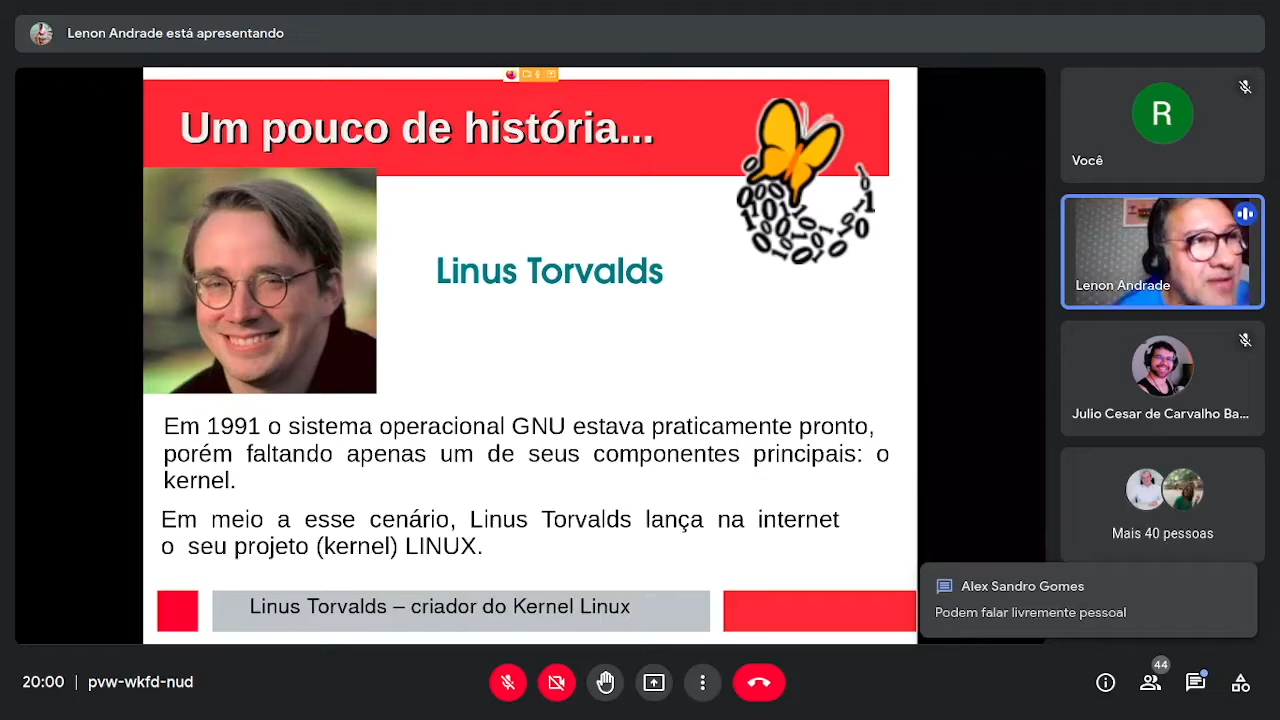 Lenon Andrade está apresentando
Um pouco de história...
Linus Torvalds
Em 1991 o sistema operacional GNU estava praticamente pronto,
porém faltando apenas um de seus componentes principais: o
kernel.
Em meio a esse cenário, Linus Torvalds lança na internet
o seu projeto (kernel) LINUX.
Linus Torvalds – criador do Kernel Linux
R
Você
Lenon Andrade
Julio Cesar de Carvalho Ba...
Mais 40 pessoas
Alex Sandro Gomes
Podem falar livremente pessoal
20:00 | pvw-wkfd-nud
44